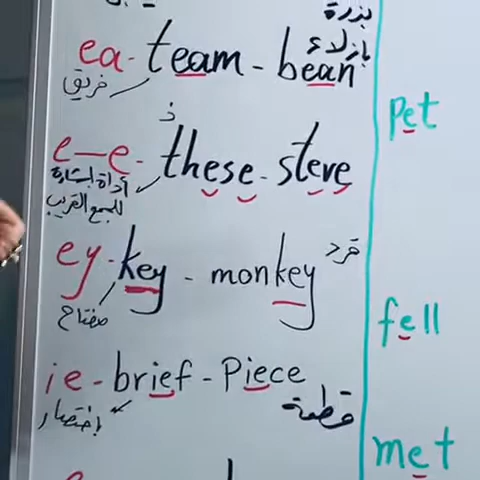 بذرة
ea - team - bean
فريق
بازلاء
pet
ذ
e—e - these - steve
أداة إشارة
للجمع القريب
ey - key - monkey
قرد
مفتاح
fell
ie - brief - Piece
إختصار
قطعة
met